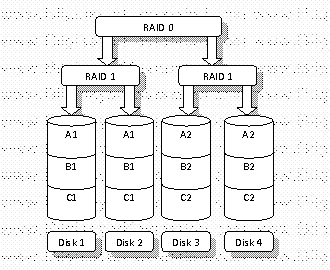 RAID 0
RAID 1 RAID 1
A1 A1 A2 A2
B1 B1 B2 B2
C1 C1 C2 C2
Disk 1 Disk 2 Disk 3 Disk 4